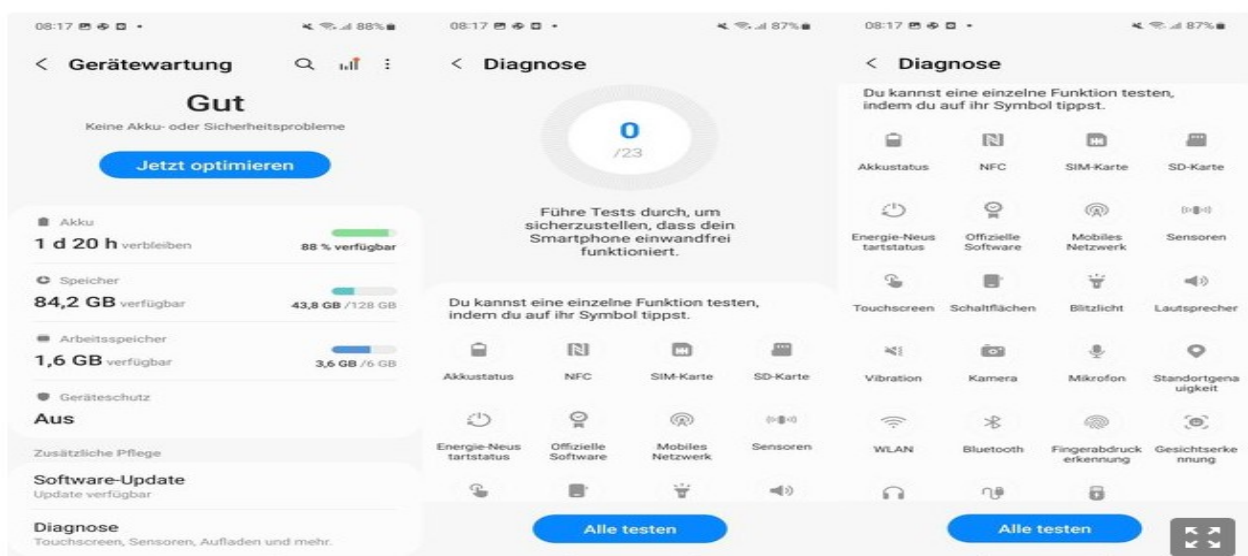 08:17 88%
Gerätewartung
Gut
Keine Akku- oder Sicherheitsprobleme
Jetzt optimieren
Akku
1 d 20 h verbleiben 88 % verfügbar
Speicher
84,2 GB verfügbar 43,8 GB /128 GB
Arbeitsspeicher
1,6 GB verfügbar 3,6 GB /6 GB
Geräteschutz
Aus
Zusätzliche Pflege
Software-Update
Update verfügbar
Diagnose
Touchscreen, Sensoren, Aufladen und mehr.
08:17 87%
Diagnose
0
/23
Führe Tests durch, um
sicherzustellen, dass dein
Smartphone einwandfrei
funktioniert.
Du kannst eine einzelne Funktion testen,
indem du auf ihr Symbol tippst.
Akkustatus NFC SIM-Karte SD-Karte
Energie-Neus Offizielle Mobiles Sensoren
tartstatus Software Netzwerk
Alle testen
08:17 87%
Diagnose
Du kannst eine einzelne Funktion testen,
indem du auf ihr Symbol tippst.
Akkustatus NFC SIM-Karte SD-Karte
Energie-Neus Offizielle Mobiles Sensoren
tartstatus Software Netzwerk
Touchscreen Schaltflächen Blitzlicht Lautsprecher
Vibration Kamera Mikrofon Standortgena
uigkeit
WLAN Bluetooth Fingerabdruck Gesichtserke
erkennung nnung
Alle testen